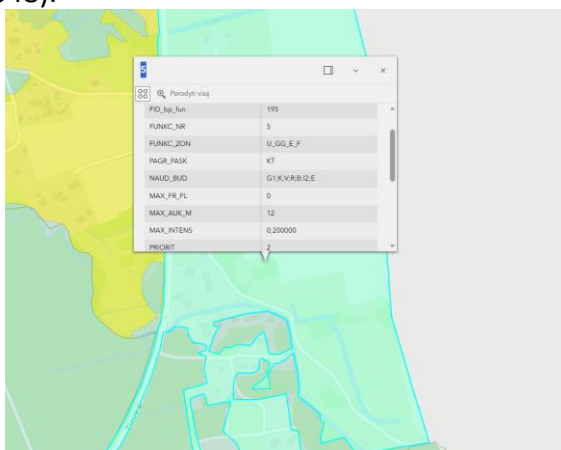 5
Parodyti visą
FID_bp_fun 195
FUNKC_NR 5
FUNKC_ZON U_GG_E_F
PAGR_PASK KT
NAUD_BUD G1;K;V;R;B;I2;E
MAX_PR_PL 0
MAX_AUK_M 12
MAX_INTENS 0,200000
PRIORIT 2